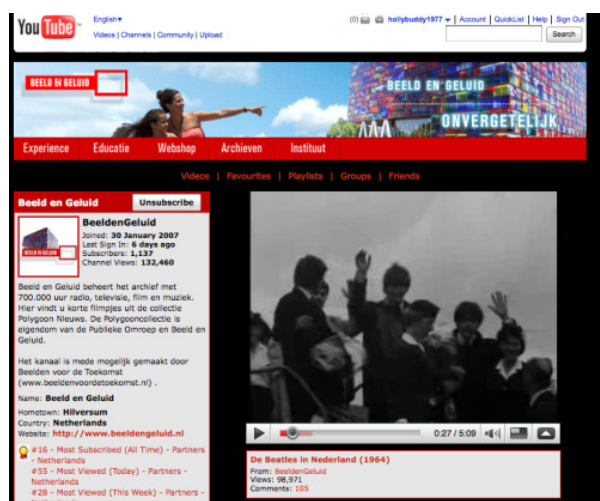 You Tube
English▾
(0) hollybuddy1977 ▾ | Account | QuickList | Help | Sign Out
Videos | Channels | Community | Upload
Search
BEELD EN GELUID
BEELD EN GELUID
ONVERGETELIJK
Experience Educatie Webshop Archieven Instituut
Videos | Favourites | Playlists | Groups | Friends
Beeld en Geluid
Unsubscribe
BEELD EN GELUID
BeeldenGeluid
Joined: 30 January 2007
Last Sign In: 6 days ago
Subscribers: 1,137
Channel Views: 132,460
Beeld en Geluid beheert het archief met
700.000 uur radio, televisie, film en muziek.
Hier vindt u korte filmpjes uit de collectie
Polygoon Nieuws. De Polygooncollectie is
eigendom van de Publieke Omroep en Beeld en
Geluid.
Het kanaal is mede mogelijk gemaakt door
Beelden voor de Toekomst
(www.beeldenvoordetoekomst.nl) .
Name: Beeld en Geluid
Hometown: Hilversum
Country: Netherlands
Website: http://www.beeldengeluid.nl
#16 - Most Subscribed (All Time) - Partners
- Netherlands
#55 - Most Viewed (Today) - Partners -
Netherlands
#28 - Most Viewed (This Week) - Partners -
0:27 / 5:09
De Beatles in Nederland (1964)
From: BeeldenGeluid
Views: 98,971
Comments: 105